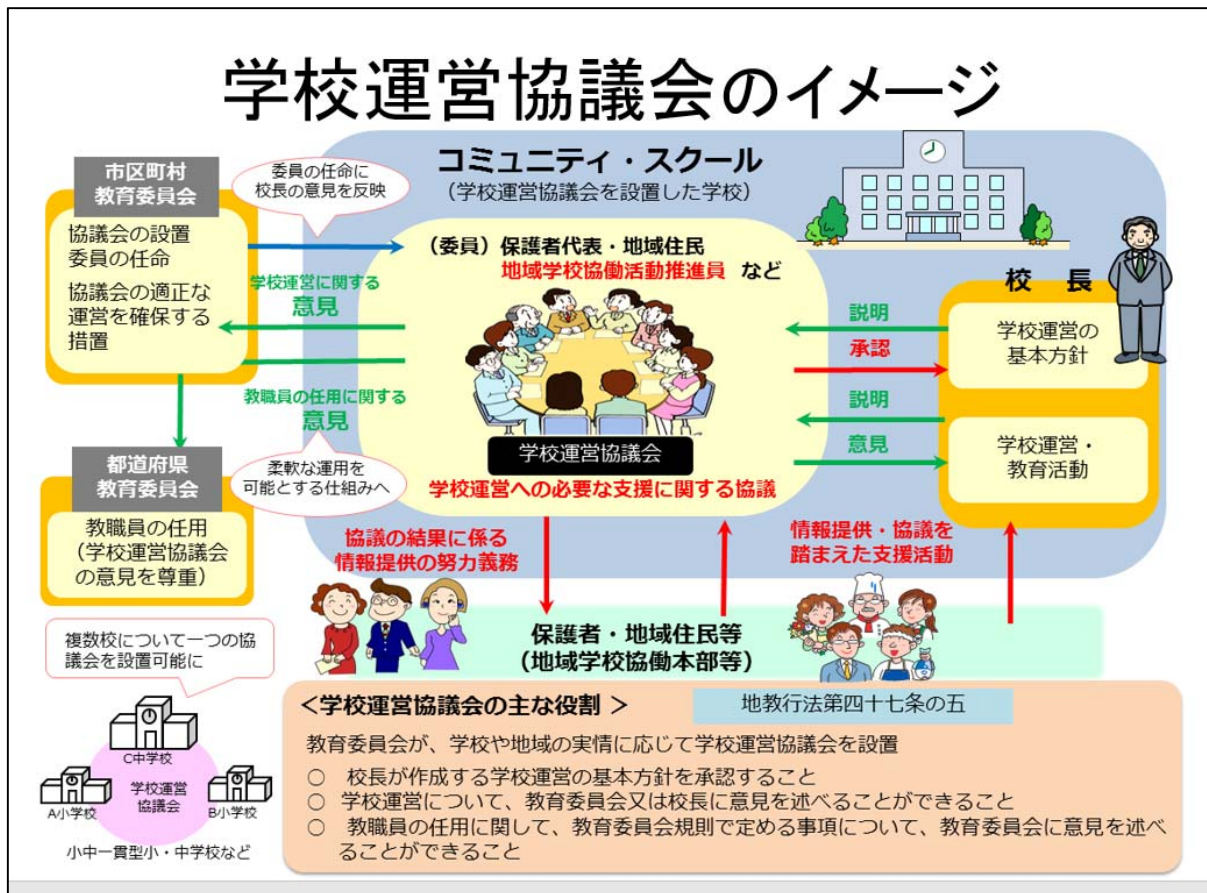 学校運営協議会のイメージ
コミュニティ・スクール
(学校運営協議会を設置した学校)
市区町村
教育委員会
協議会の設置
委員の任命
協議会の適正な
運営を確保する
措置
委員の任命に
校長の意見を反映
学校運営に関する
意見
教職員の任用に関する
意見
柔軟な運用を
可能とする仕組みへ
都道府県
教育委員会
教職員の任用
(学校運営協議会
の意見を尊重)
(委員)保護者代表・地域住民
地域学校協働活動推進員 など
学校運営協議会
学校運営への必要な支援に関する協議
校 長
説明
承認
学校運営の
基本方針
説明
意見
学校運営・
教育活動
協議の結果に係る
情報提供の努力義務
情報提供・協議を
踏まえた支援活動
保護者・地域住民等
(地域学校協働本部等)
複数校について一つの協
議会を設置可能に
C中学校
学校運営
協議会
A小学校
B小学校
小中一貫型小・中学校など
<学校運営協議会の主な役割 >
地教行法第四十七条の五
教育委員会が、学校や地域の実情に応じて学校運営協議会を設置
○ 校長が作成する学校運営の基本方針を承認すること
○ 学校運営について、教育委員会又は校長に意見を述べることができること
○ 教職員の任用に関して、教育委員会規則で定める事項について、教育委員会に意見を述べ
ることができること